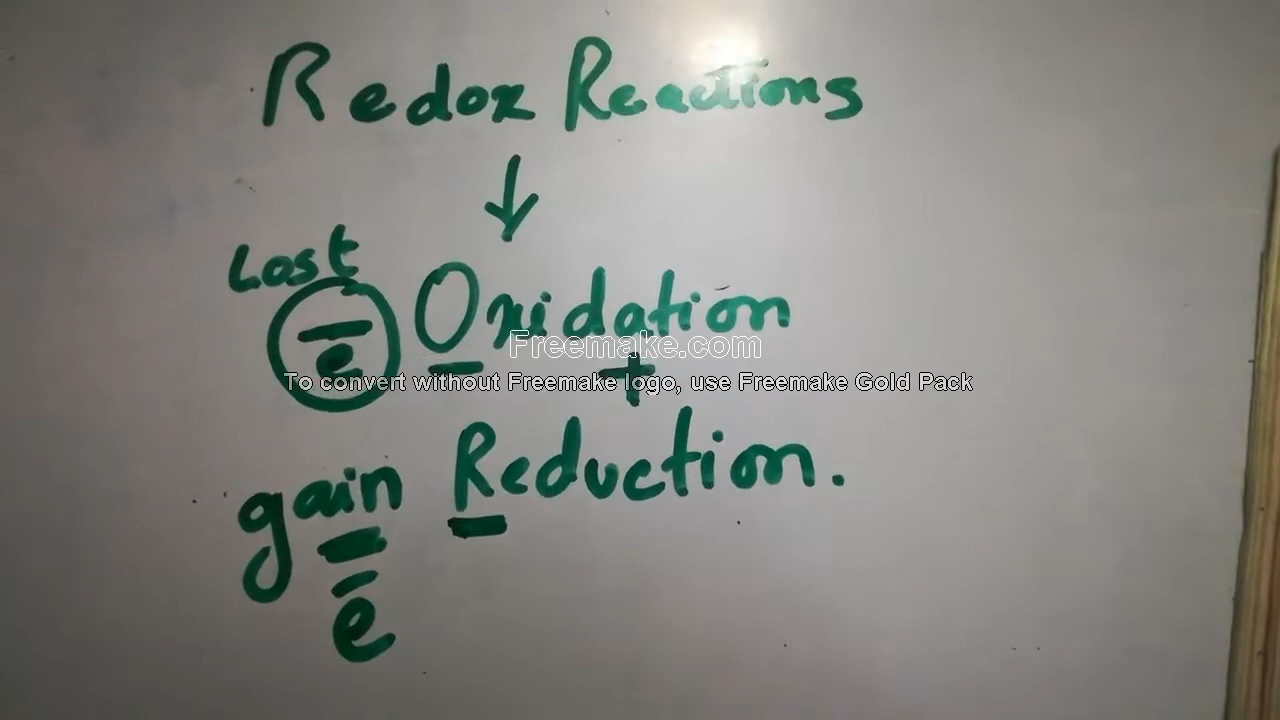 Redox Reactions
↓
Lost
ē Oxidation
Freemake.com
+
To convert without Freemake logo, use Freemake Gold Pack
gain Reduction.
ē